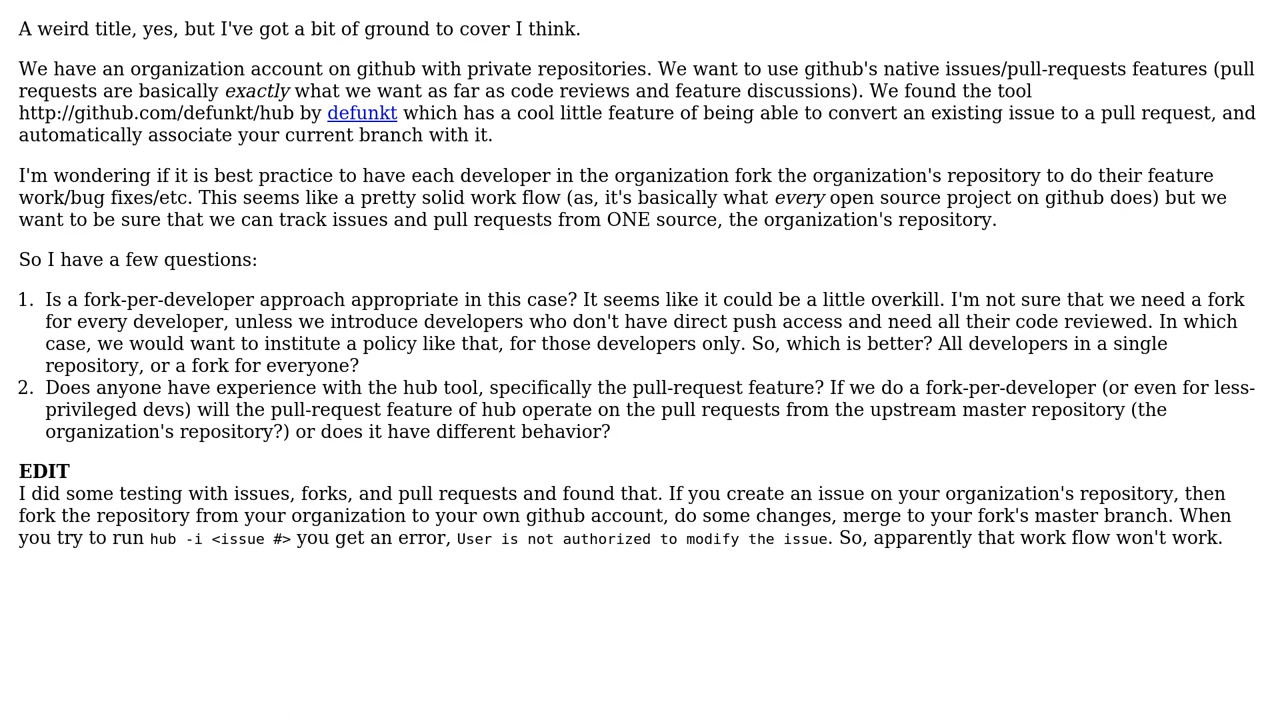 A weird title, yes, but I've got a bit of ground to cover I think.
We have an organization account on github with private repositories. We want to use github's native issues/pull-requests features (pull
requests are basically exactly what we want as far as code reviews and feature discussions). We found the tool
http://github.com/defunkt/hub by defunkt which has a cool little feature of being able to convert an existing issue to a pull request, and
automatically associate your current branch with it.
I'm wondering if it is best practice to have each developer in the organization fork the organization's repository to do their feature
work/bug fixes/etc. This seems like a pretty solid work flow (as, it's basically what every open source project on github does) but we
want to be sure that we can track issues and pull requests from ONE source, the organization's repository.
So I have a few questions:
1. Is a fork-per-developer approach appropriate in this case? It seems like it could be a little overkill. I'm not sure that we need a fork
for every developer, unless we introduce developers who don't have direct push access and need all their code reviewed. In which
case, we would want to institute a policy like that, for those developers only. So, which is better? All developers in a single
repository, or a fork for everyone?
2. Does anyone have experience with the hub tool, specifically the pull-request feature? If we do a fork-per-developer (or even for less-
privileged devs) will the pull-request feature of hub operate on the pull requests from the upstream master repository (the
organization's repository?) or does it have different behavior?
EDIT
I did some testing with issues, forks, and pull requests and found that. If you create an issue on your organization's repository, then
fork the repository from your organization to your own github account, do some changes, merge to your fork's master branch. When
you try to run hub -i <issue #> you get an error, User is not authorized to modify the issue. So, apparently that work flow won't work.